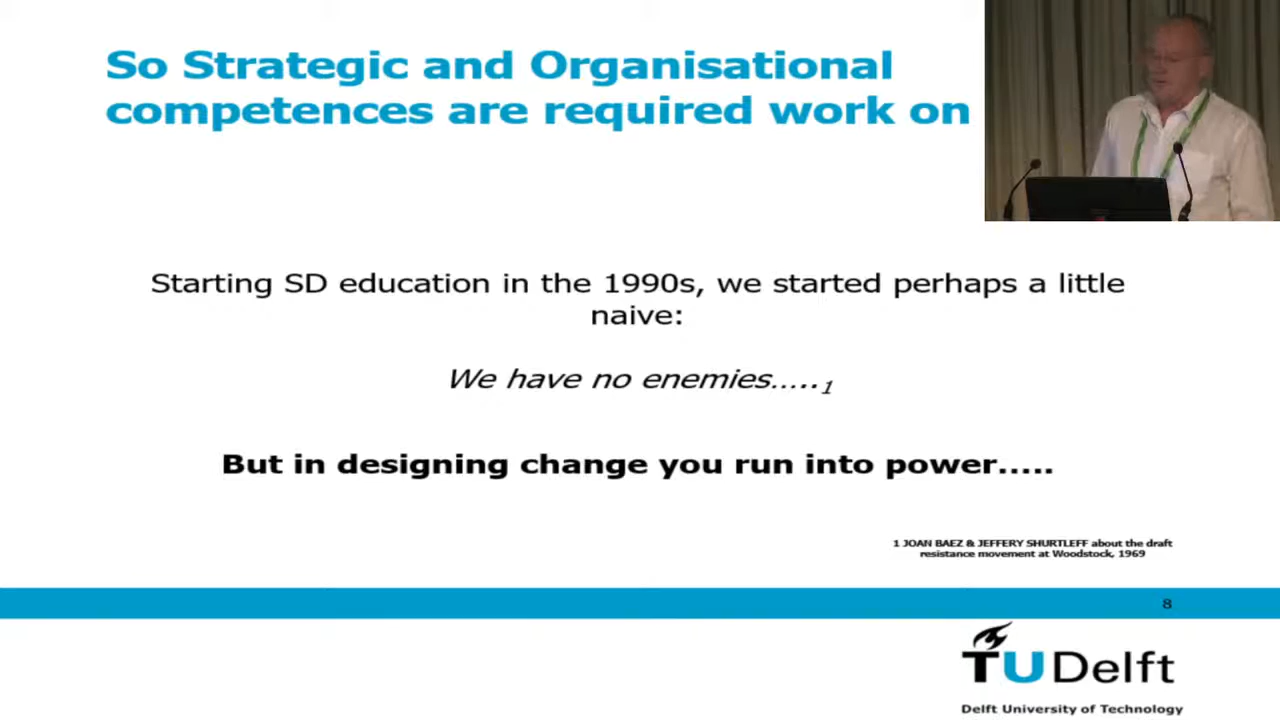 So Strategic and Organisational
competences are required work on
Starting SD education in the 1990s, we started perhaps a little
naive:
We have no enemies.....1
But in designing change you run into power.....
1 JOAN BAEZ & JEFFERY SHURTLEFF about the draft
resistance movement at Woodstock, 1969
8
TU Delft
Delft University of Technology